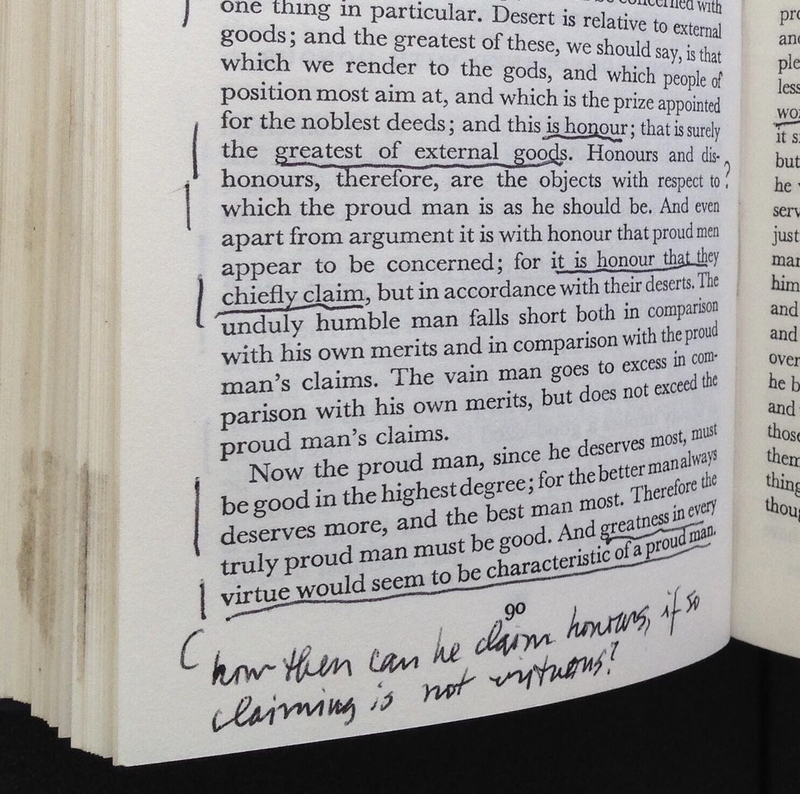 one thing in particular. Desert is relative to external
goods; and the greatest of these, we should say, is that
which we render to the gods, and which people of
position most aim at, and which is the prize appointed
for the noblest deeds; and this is honour; that is surely
the greatest of external goods. Honours and dis-
honours, therefore, are the objects with respect to ?
which the proud man is as he should be. And even
apart from argument it is with honour that proud men
appear to be concerned; for it is honour that they
chiefly claim, but in accordance with their deserts. The
unduly humble man falls short both in comparison
with his own merits and in comparison with the proud
man's claims. The vain man goes to excess in com-
parison with his own merits, but does not exceed the
proud man's claims.
Now the proud man, since he deserves most, must
be good in the highest degree; for the better man always
deserves more, and the best man most. Therefore the
truly proud man must be good. And greatness in every
virtue would seem to be characteristic of a proud man.
90
how then can he claim honours, if so
claiming is not virtuous?